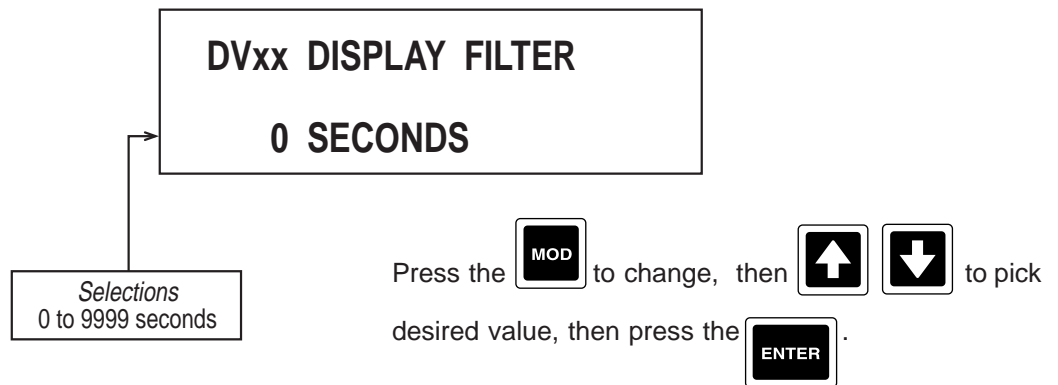 DVxx DISPLAY FILTER
0 SECONDS
Selections
0 to 9999 seconds
Press the MOD to change, then to pick
desired value, then press the ENTER.